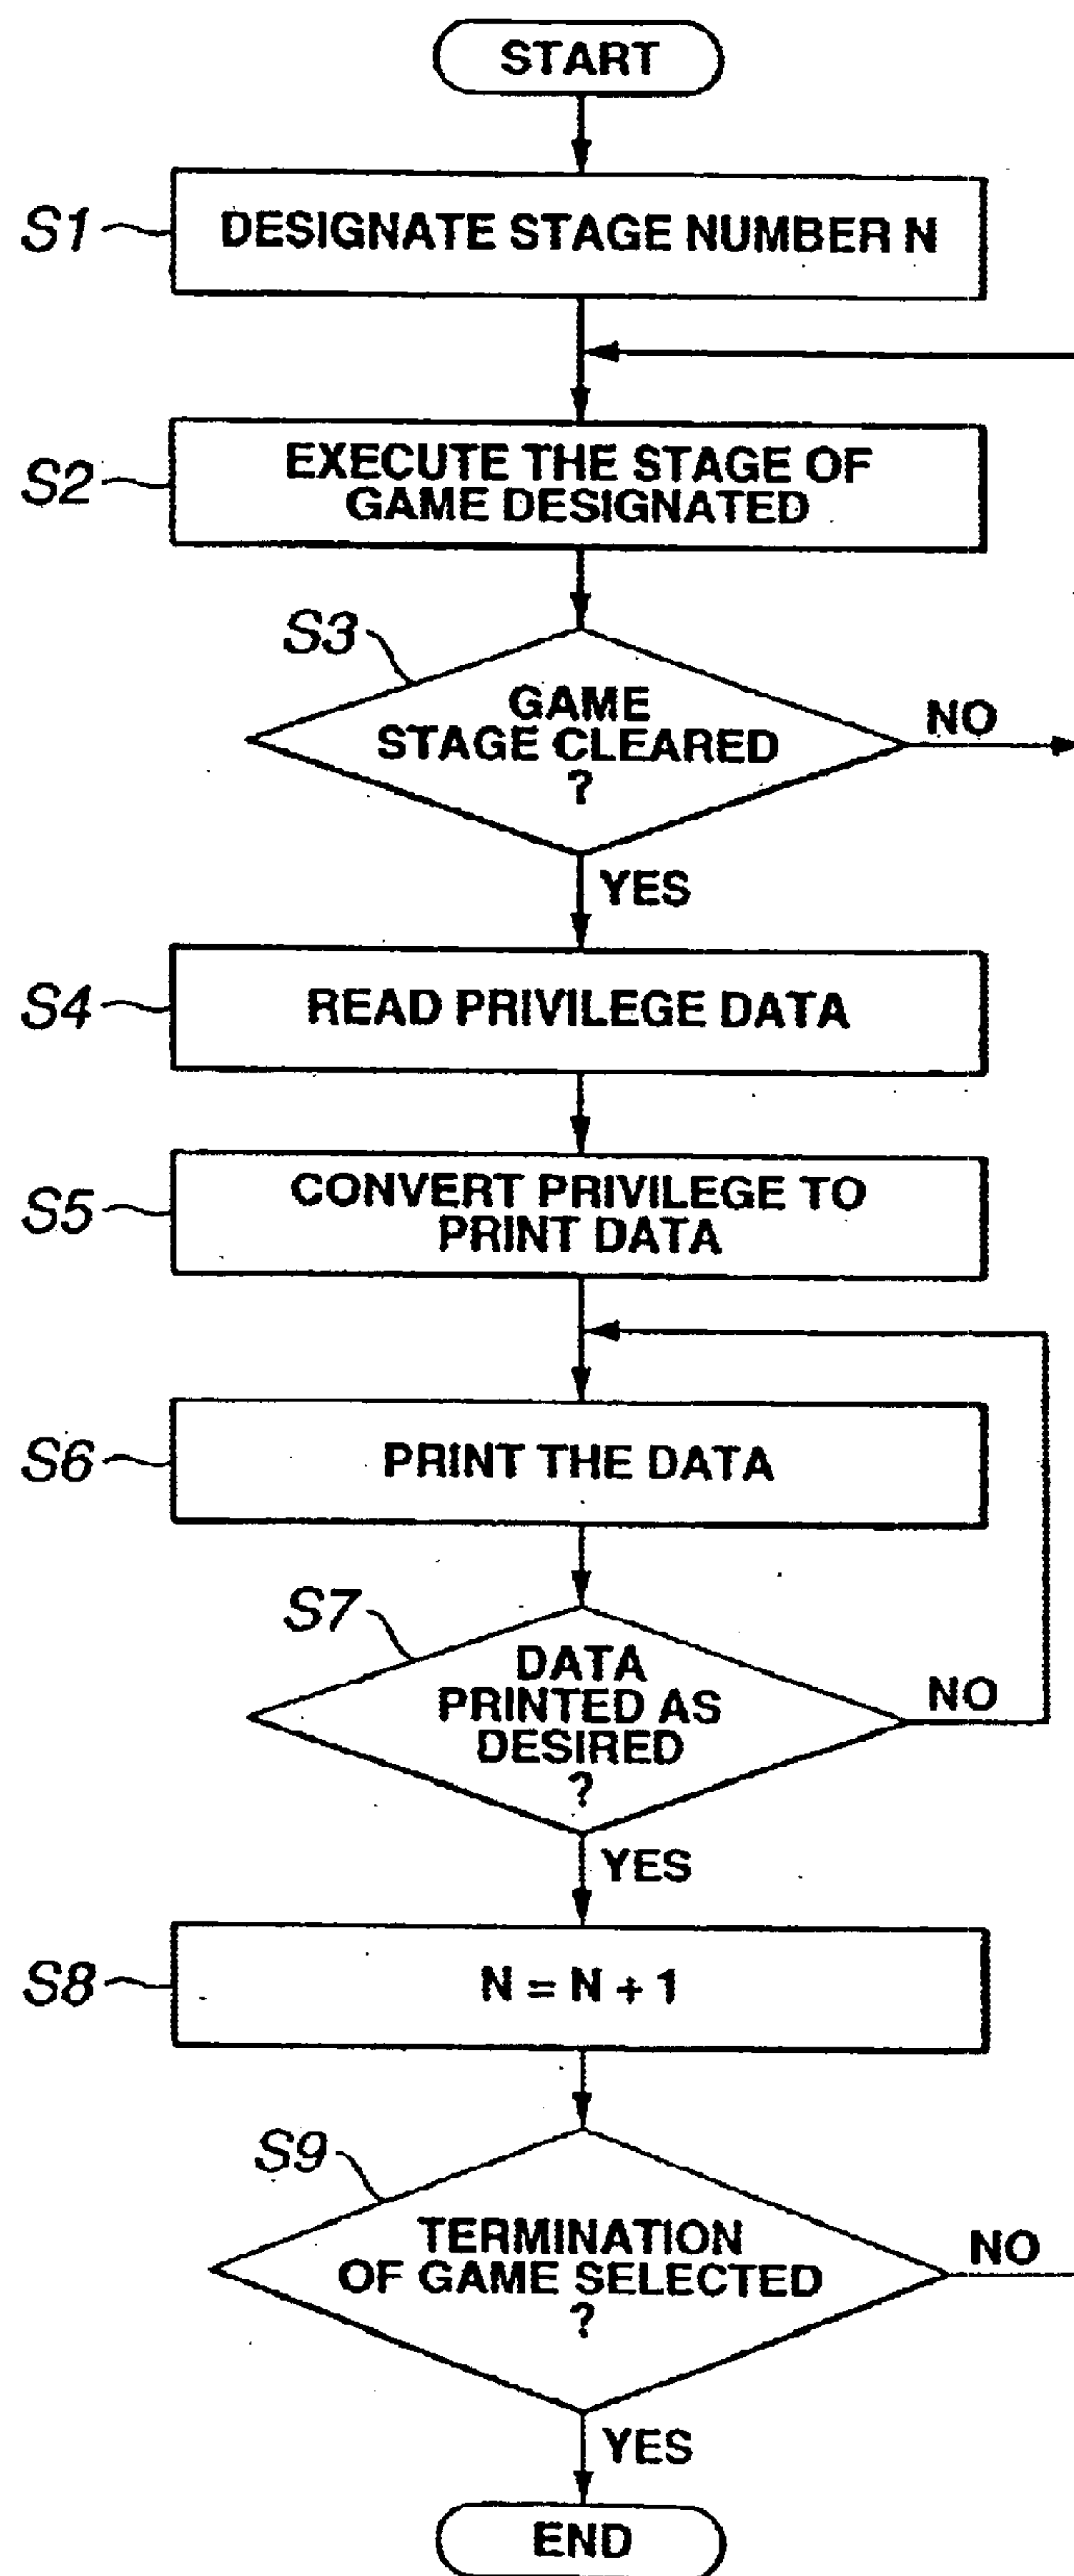 START
S1
DESIGNATE STAGE NUMBER N
S2
EXECUTE THE STAGE OF
GAME DESIGNATED
S3
GAME
STAGE CLEARED
?
NO
YES
S4
READ PRIVILEGE DATA
S5
CONVERT PRIVILEGE TO
PRINT DATA
S6
PRINT THE DATA
S7
DATA
PRINTED AS
DESIRED
?
NO
YES
S8
N = N + 1
S9
TERMINATION
OF GAME SELECTED
?
NO
YES
END